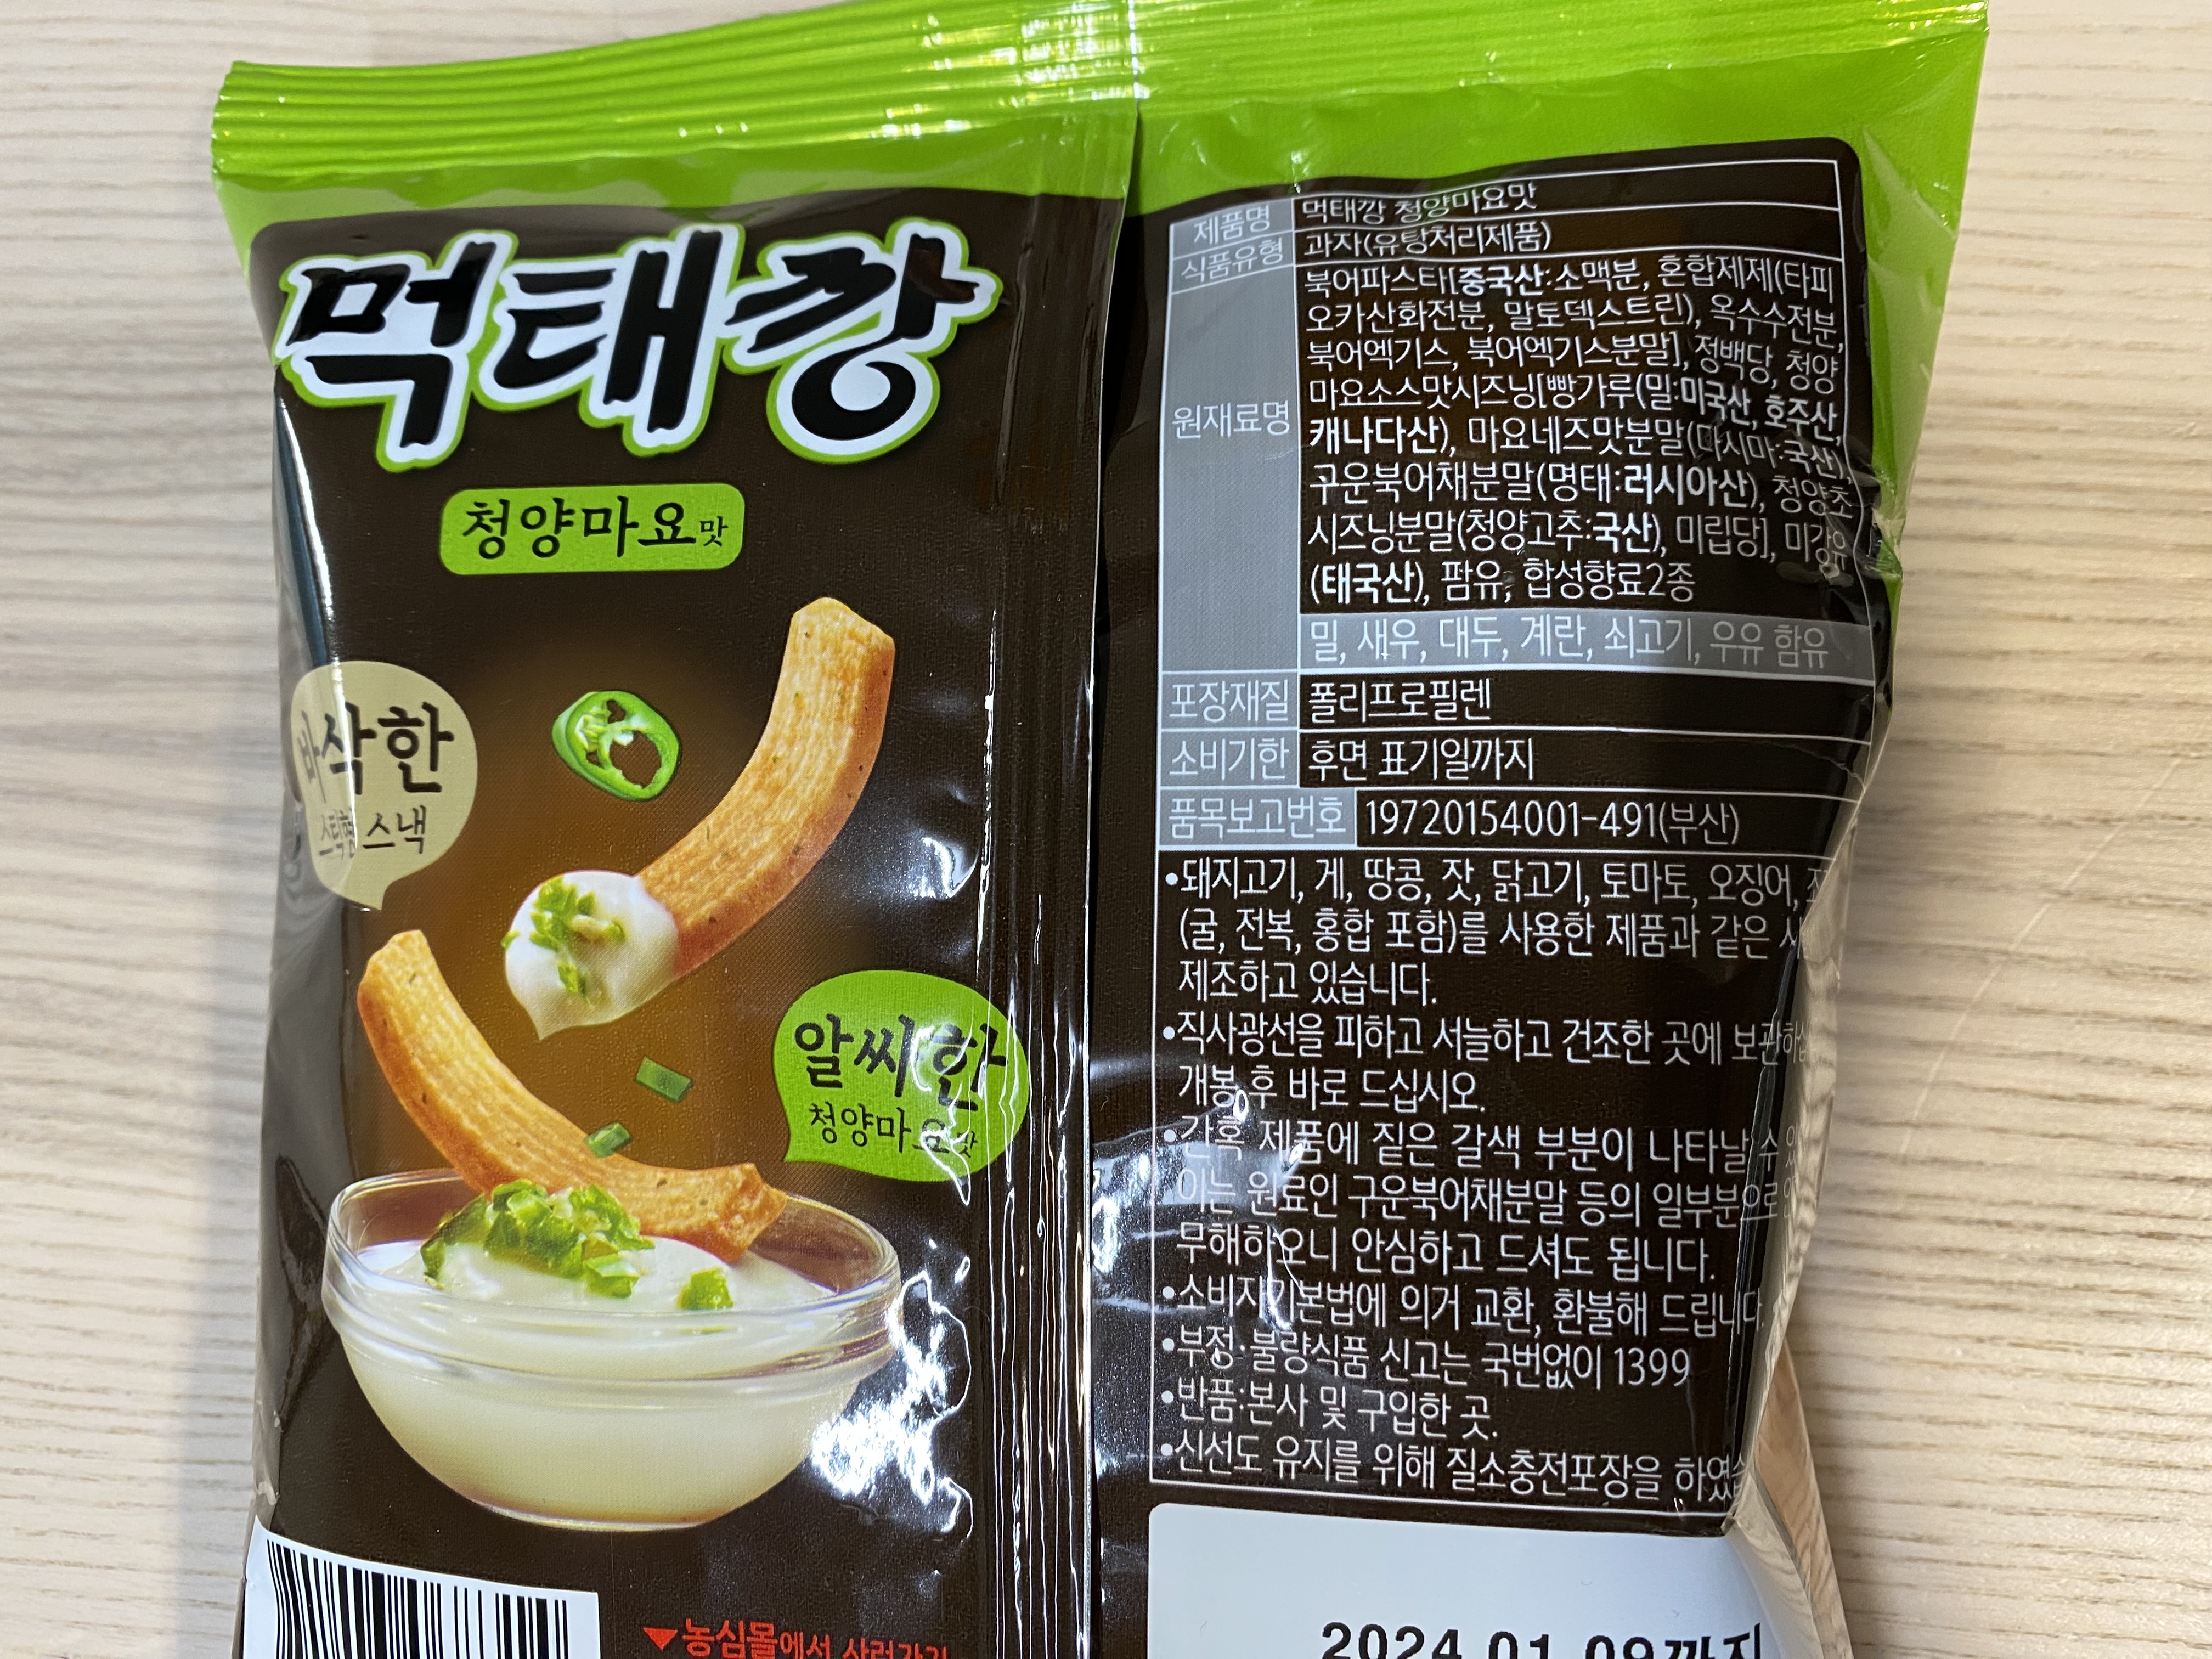 먹태깡
청양마요맛
바삭한
스틱형 스낵
알싸한
청양마요맛
▼농심몰에서 사러가기
제품명 먹태깡 청양마요맛
식품유형 과자(유탕처리제품)
원재료명
북어파스타[중국산:소맥분, 혼합제제(타피
오카산화전분, 말토덱스트린), 옥수수전분,
북어엑기스, 북어엑기스분말], 정백당, 청양
마요소스맛시즈닝[빵가루(밀:미국산, 호주산,
캐나다산), 마요네즈맛분말(다시마:국산),
구운북어채분말(명태:러시아산), 청양초
시즈닝분말(청양고추:국산), 미립당], 미강유
(태국산), 팜유, 합성향료2종
밀, 새우, 대두, 계란, 쇠고기, 우유 함유
포장재질 폴리프로필렌
소비기한 후면 표기일까지
품목보고번호 19720154001-491(부산)
•돼지고기, 게, 땅콩, 잣, 닭고기, 토마토, 오징어,
(굴, 전복, 홍합 포함)를 사용한 제품과 같은
제조하고 있습니다.
•직사광선을 피하고 서늘하고 건조한 곳에
개봉 후 바로 드십시오.
•간혹 제품에 짙은 갈색 부분이 나타날 수
이는 원료인 구운북어채분말 등의 일부분으로
무해하오니 안심하고 드셔도 됩니다.
•소비자기본법에 의거 교환, 환불해 드립니다.
•부정·불량식품 신고는 국번없이 1399
•반품:본사 및 구입한 곳.
•신선도 유지를 위해 질소충전포장을
2024.01.09까지